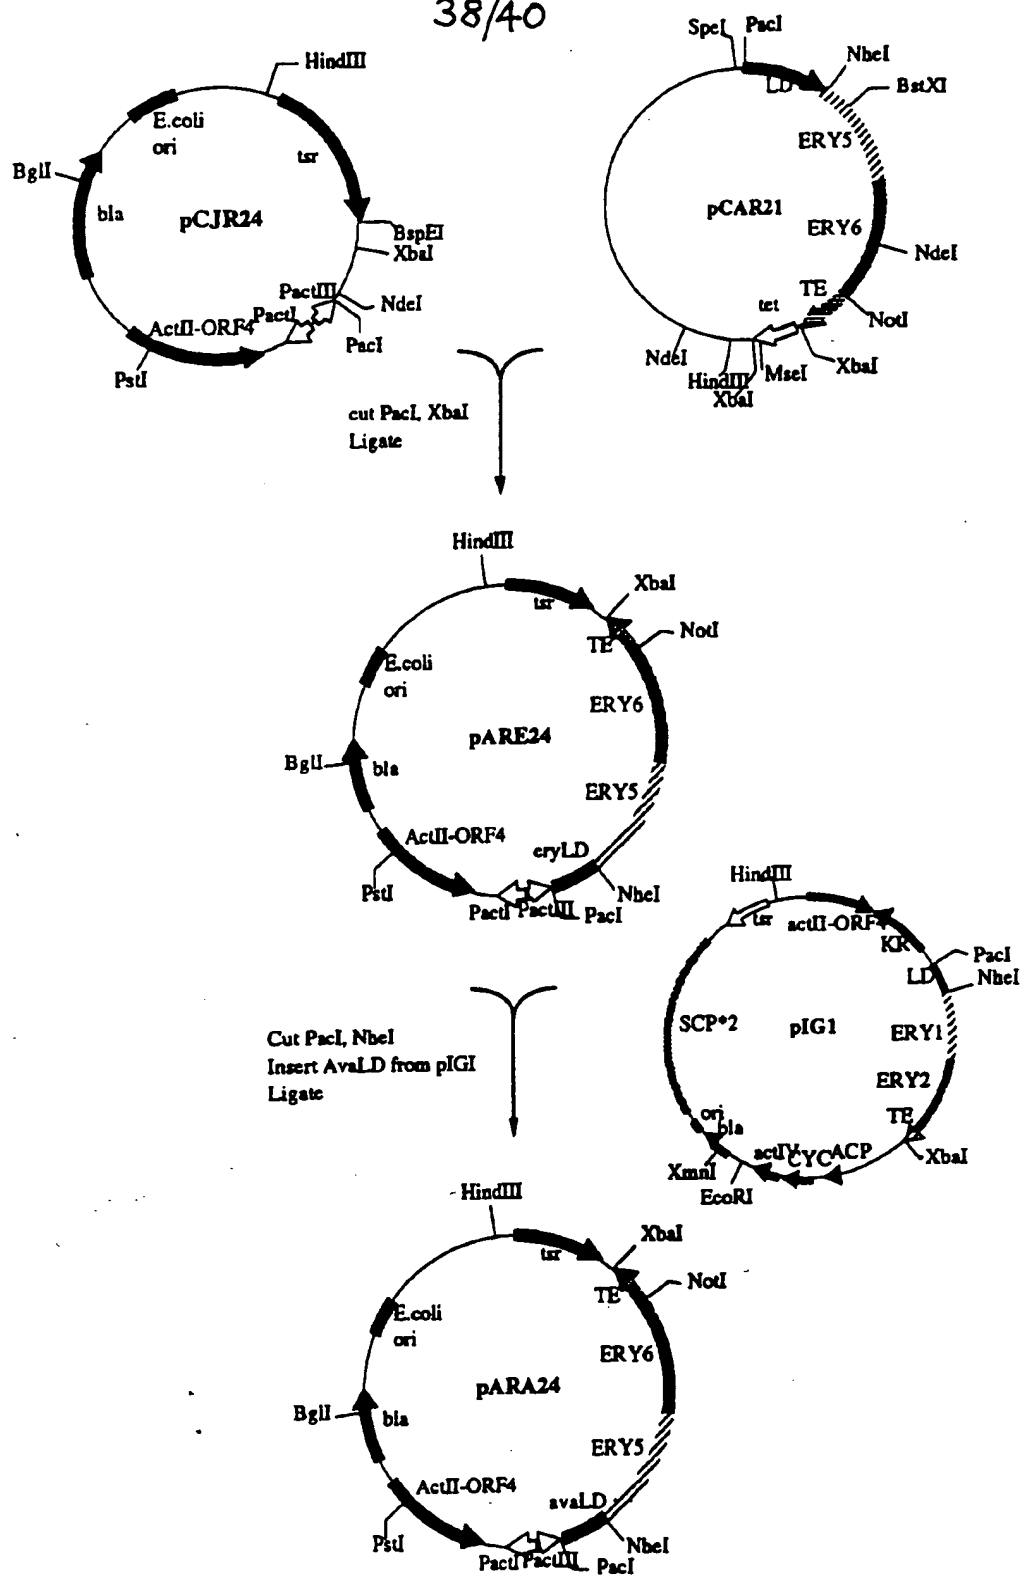 38/40
HindIII
E.coli
ori
tsr
BglI
bla
pCJR24
BspEI
XbaI
PactIII
PactI
NdeI
ActII-ORF4
PacI
PstI
SpeI
PacI
NheI
LD
BstXI
ERY5
pCAR21
ERY6
NdeI
TE
tet
NotI
NdeI
XbaI
MseI
HindIII
XbaI
cut PacI, XbaI
Ligate
HindIII
XbaI
tsr
NotI
TE
E.coli
ori
ERY6
pARE24
BglI
bla
ERY5
ActII-ORF4
eryLD
PstI
NheI
PactI
PactIII
PacI
HindIII
tsr
actII-ORF4
KR
PacI
LD
NheI
SCP*2
pIG1
ERY1
ERY2
TE
ori
bla
actIV
CYC
ACP
XbaI
XmnI
EcoRI
Cut PacI, NheI
Insert AvaLD from pIGI
Ligate
HindIII
XbaI
tsr
NotI
TE
E.coli
ori
ERY6
pARA24
BglI
bla
ERY5
ActII-ORF4
avaLD
PstI
NheI
PactI
PactIII
PacI